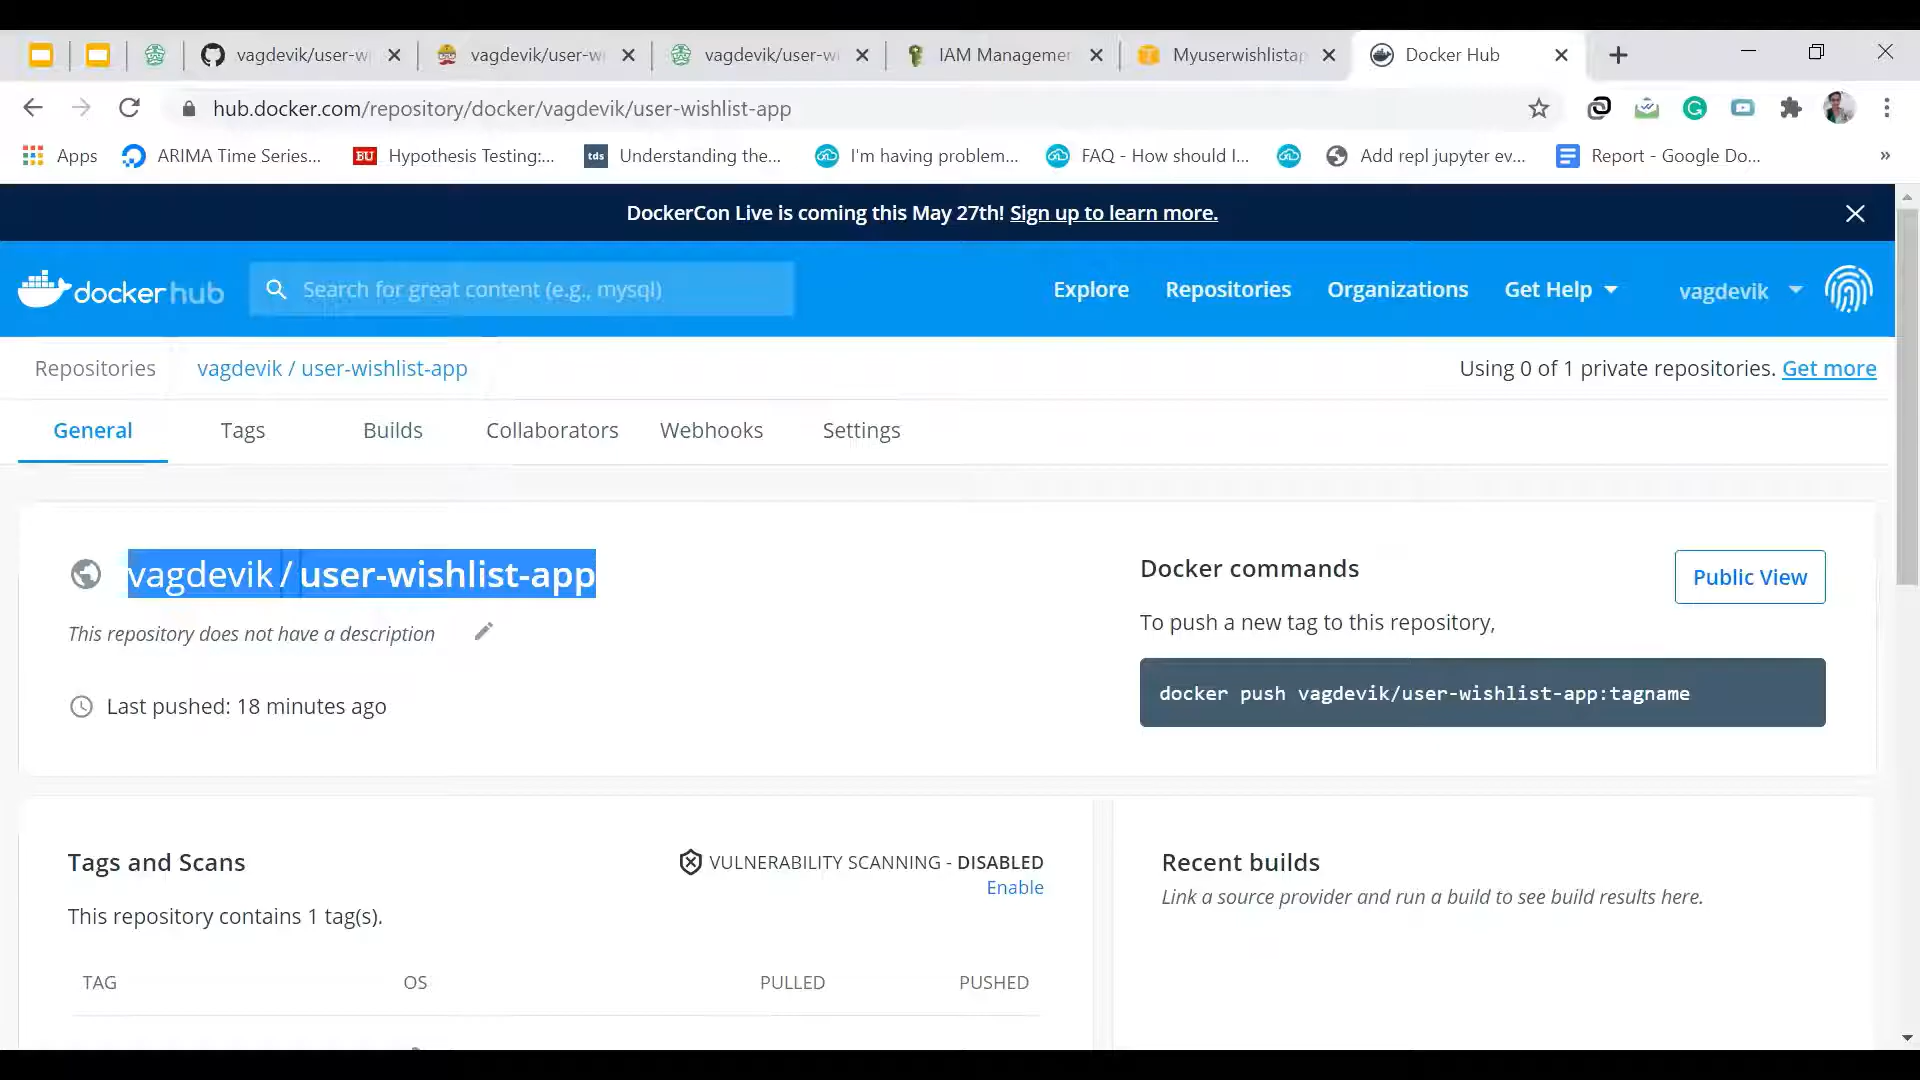 vagdevik/user-w
vagdevik/user-w
vagdevik/user-w
IAM Managemen
Myuserwishlistap
Docker Hub
hub.docker.com/repository/docker/vagdevik/user-wishlist-app
Apps
ARIMA Time Series...
BU
Hypothesis Testing:...
tds
Understanding the...
I'm having problem...
FAQ - How should I...
Add repl jupyter ev...
Report - Google Do...
»
DockerCon Live is coming this May 27th! Sign up to learn more.
docker hub
Search for great content (e.g., mysql)
Explore
Repositories
Organizations
Get Help
vagdevik
Repositories
vagdevik / user-wishlist-app
Using 0 of 1 private repositories. Get more
General
Tags
Builds
Collaborators
Webhooks
Settings
vagdevik / user-wishlist-app
This repository does not have a description
Last pushed: 18 minutes ago
Docker commands
Public View
To push a new tag to this repository,
docker push vagdevik/user-wishlist-app:tagname
Tags and Scans
VULNERABILITY SCANNING - DISABLED
Enable
This repository contains 1 tag(s).
TAG
OS
PULLED
PUSHED
Recent builds
Link a source provider and run a build to see build results here.